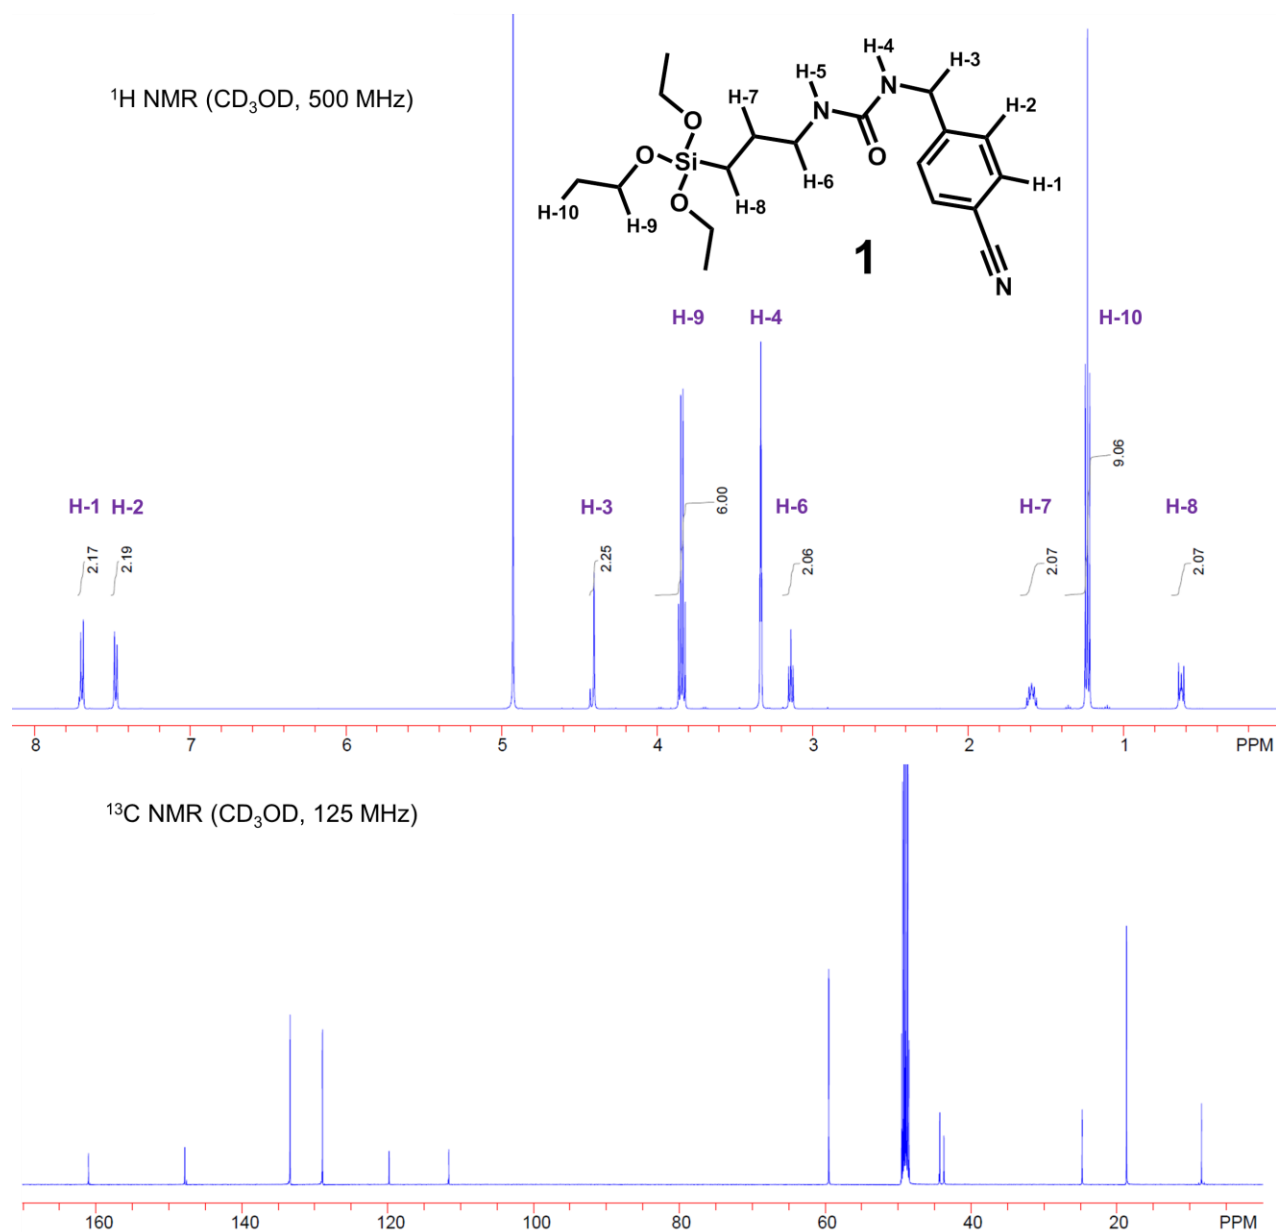 ¹H NMR (CD₃OD, 500 MHz)
H-4
H-3
H-5
H-7
H-2
N
H
N
H
O
O
O
Si
O
H-6
H-1
H-10
H-9
H-8
O
1
N
H-9
H-4
H-10
H-1
H-2
H-3
H-6
H-7
H-8
2.17
2.19
2.25
6.00
2.06
2.07
9.06
2.07
8
7
6
5
4
3
2
1
PPM
¹³C NMR (CD₃OD, 125 MHz)
160
140
120
100
80
60
40
20
PPM